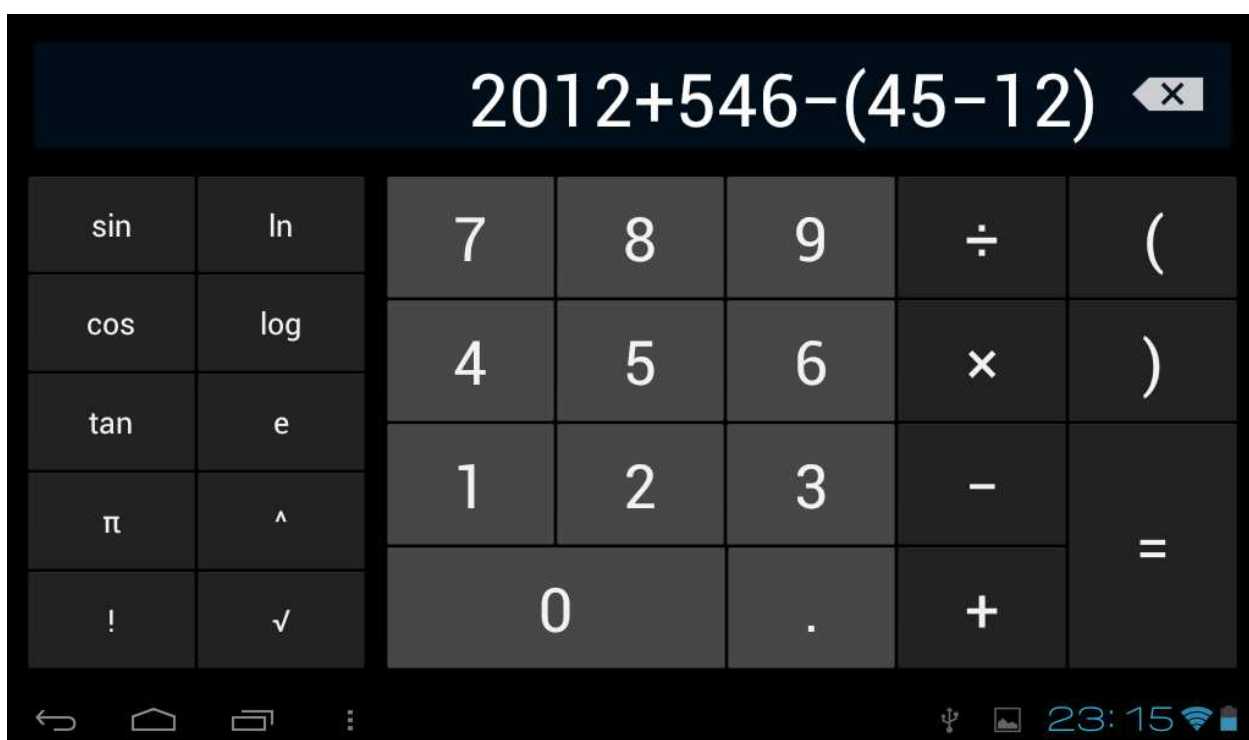 2012+546−(45−12)
sin ln 7 8 9 ÷ (
cos log 4 5 6 × )
tan e 1 2 3 −
π ^ =
! √ 0 . +
23:15